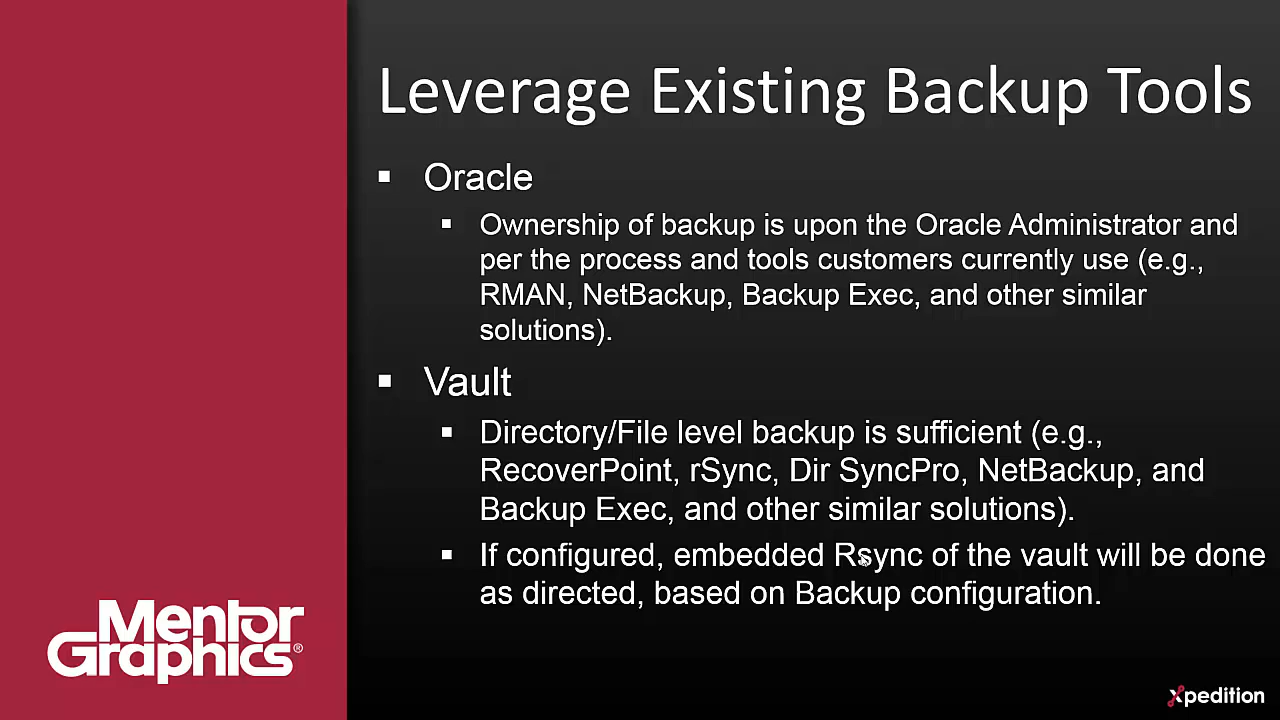 Leverage Existing Backup Tools
▪ Oracle
▪ Ownership of backup is upon the Oracle Administrator and
per the process and tools customers currently use (e.g.,
RMAN, NetBackup, Backup Exec, and other similar
solutions).
▪ Vault
▪ Directory/File level backup is sufficient (e.g.,
RecoverPoint, rSync, Dir SyncPro, NetBackup, and
Backup Exec, and other similar solutions).
▪ If configured, embedded Rsync of the vault will be done
as directed, based on Backup configuration.
Mentor
Graphics®
Xpedition